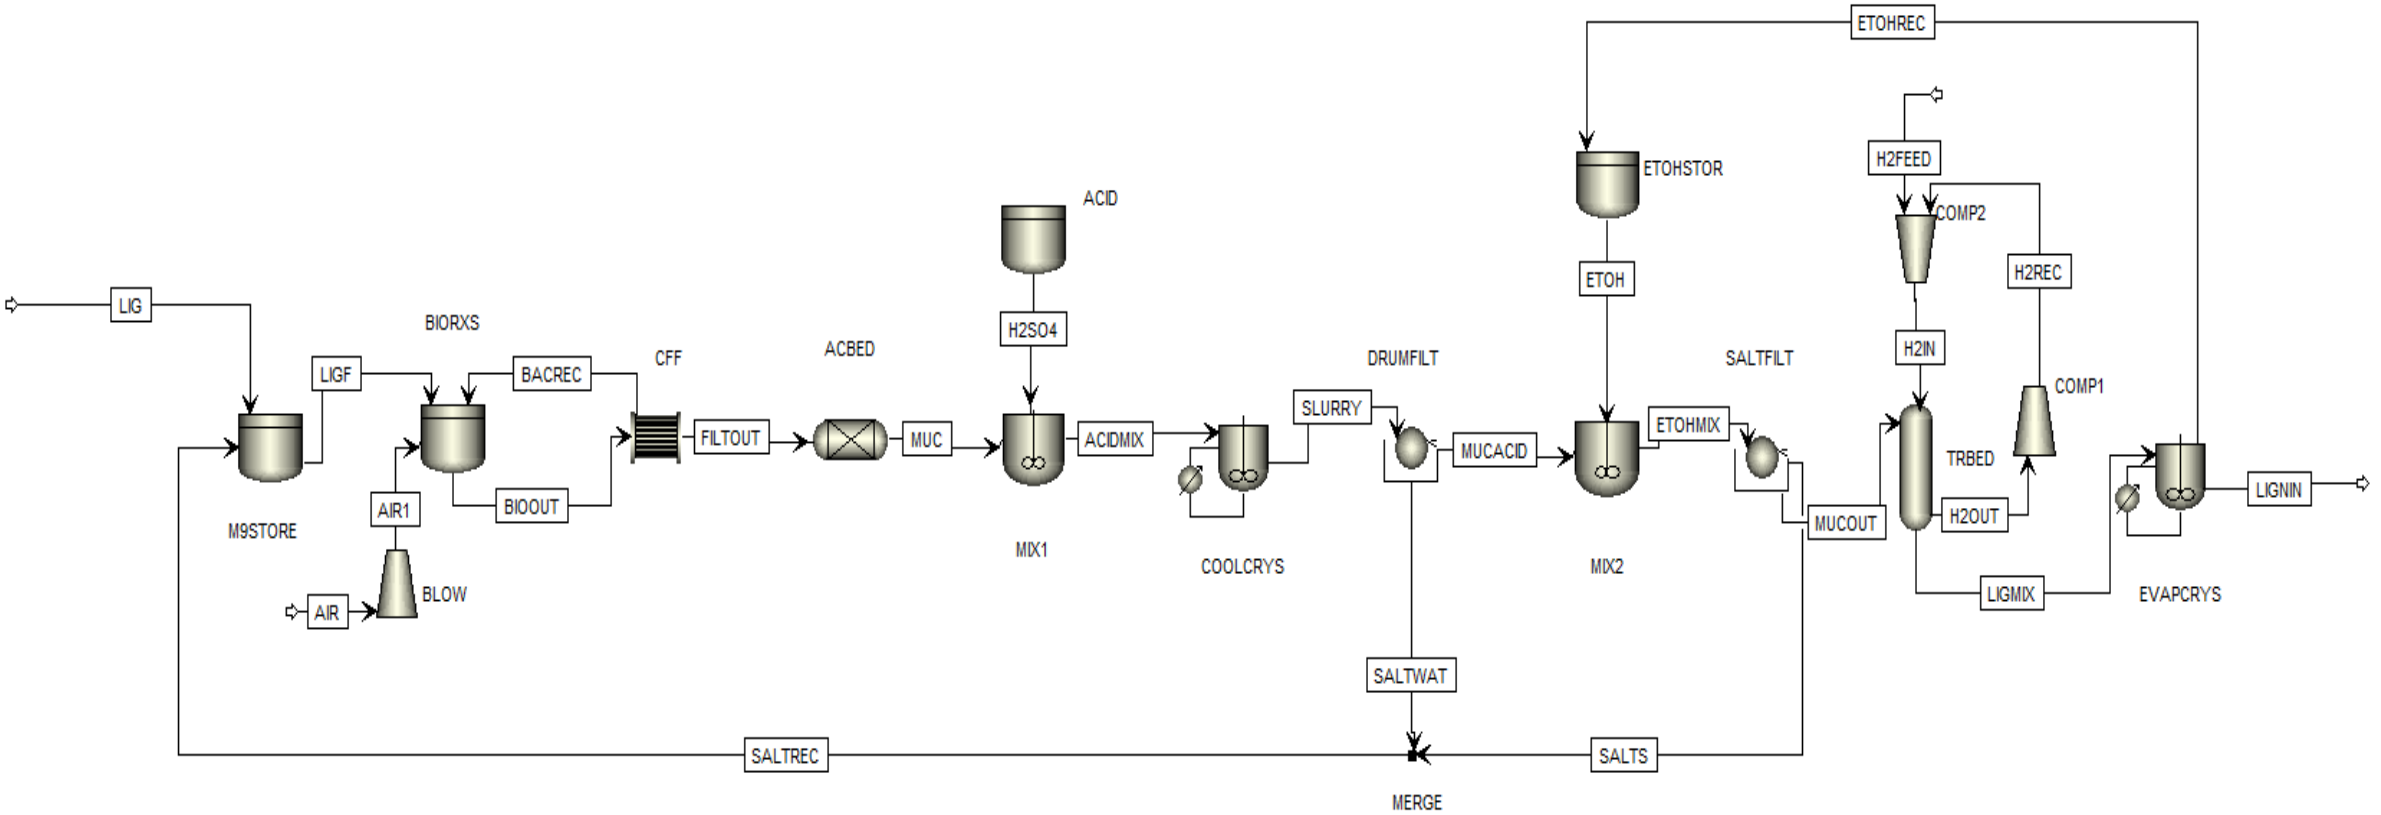 ETOHREC
H2FEED
ETOHSTOR
ACID
COMP2
H2REC
ETOH
LIG
BIORXS
H2SO4
ACBED
CFF
DRUMFILT
SALTFILT
H2IN
LIGF
BACREC
COMP1
SLURRY
ETOHMIX
FILTOUT
MUC
ACIDMIX
MUCACID
TRBED
LIGNIN
BIOOUT
AIR1
H2OUT
MUCOUT
M9STORE
MIX1
COOLCRYS
MIX2
BLOW
LIGMIX
EVAPCRYS
AIR
SALTWAT
SALTREC
SALTS
MERGE